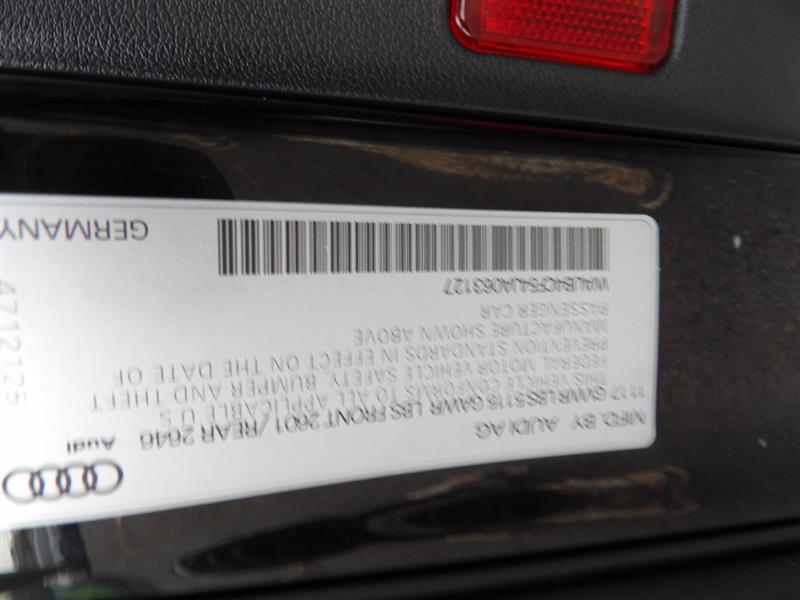 Audi
MFD. BY AUDI AG
11.17 GVWR LBS 5115 GAWR LBS FRONT 2601 / REAR 2646
THIS VEHICLE CONFORMS TO ALL APPLICABLE U.S.
FEDERAL MOTOR VEHICLE SAFETY BUMPER AND THEFT
PREVENTION STANDARDS IN EFFECT ON THE DATE OF
MANUFACTURE SHOWN ABOVE
PASSENGER CAR
WAUB4CF54JA063127
4712125
GERMANY